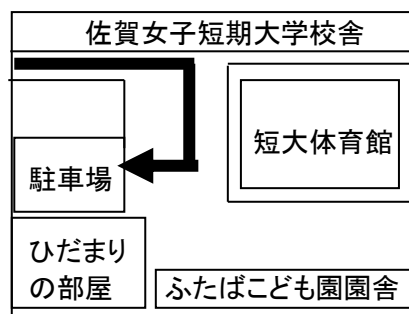 佐賀女子短期大学校舎
短大体育館
駐車場
ひだまり
の部屋
ふたばこども園園舎